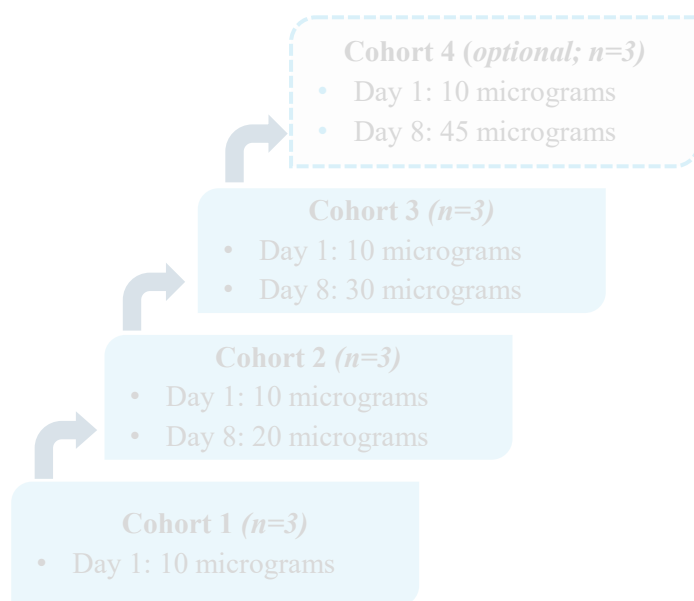 Cohort 4 (optional; n=3)
• Day 1: 10 micrograms
• Day 8: 45 micrograms
Cohort 3 (n=3)
• Day 1: 10 micrograms
• Day 8: 30 micrograms
Cohort 2 (n=3)
• Day 1: 10 micrograms
• Day 8: 20 micrograms
Cohort 1 (n=3)
• Day 1: 10 micrograms